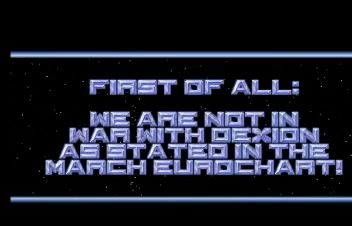 FIRST OF ALL:
WE ARE NOT IN
WAR WITH DEXION
AS STATED IN THE
MARCH EUROCHART!